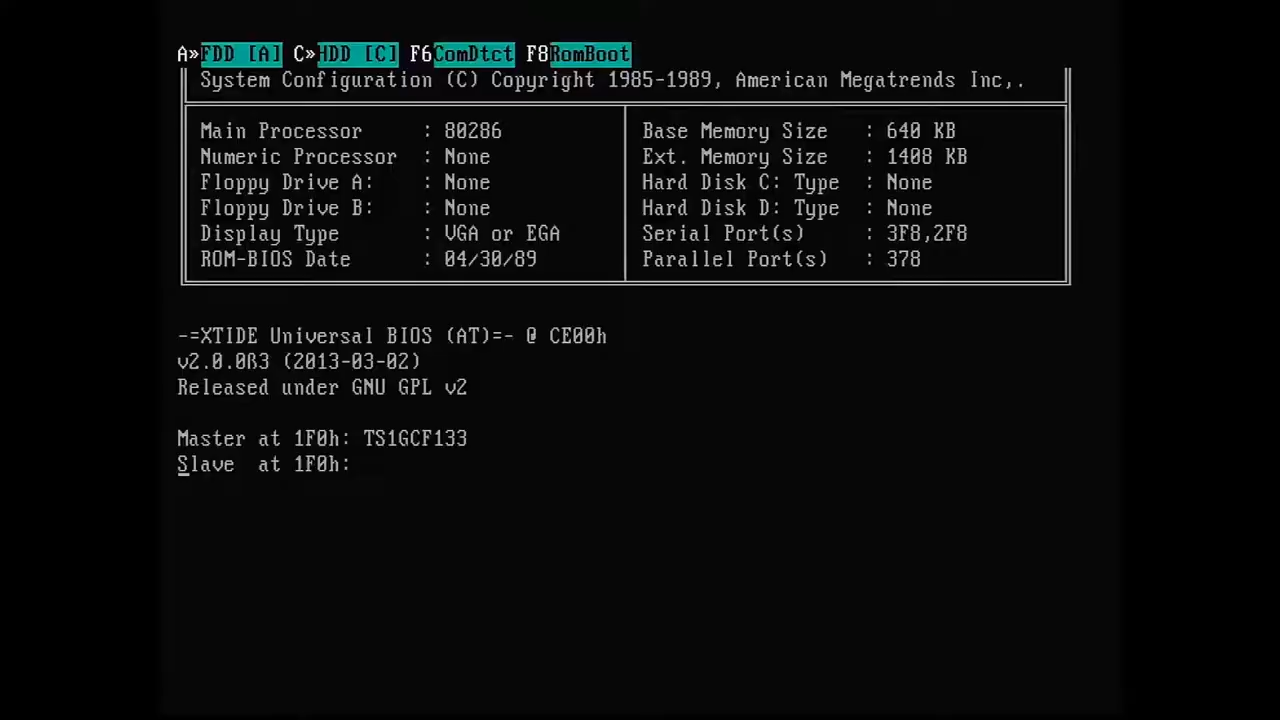 A»FDD [A] C»HDD [C] F6ComDtct F8RomBoot
System Configuration (C) Copyright 1985-1989, American Megatrends Inc,.
Main Processor : 80286 Base Memory Size : 640 KB
Numeric Processor : None Ext. Memory Size : 1408 KB
Floppy Drive A: : None Hard Disk C: Type : None
Floppy Drive B: : None Hard Disk D: Type : None
Display Type : VGA or EGA Serial Port(s) : 3F8,2F8
ROM-BIOS Date : 04/30/89 Parallel Port(s) : 378
-=XTIDE Universal BIOS (AT)=- @ CE00h
v2.0.0ß3 (2013-03-02)
Released under GNU GPL v2
Master at 1F0h: TS1GCF133
Slave at 1F0h: